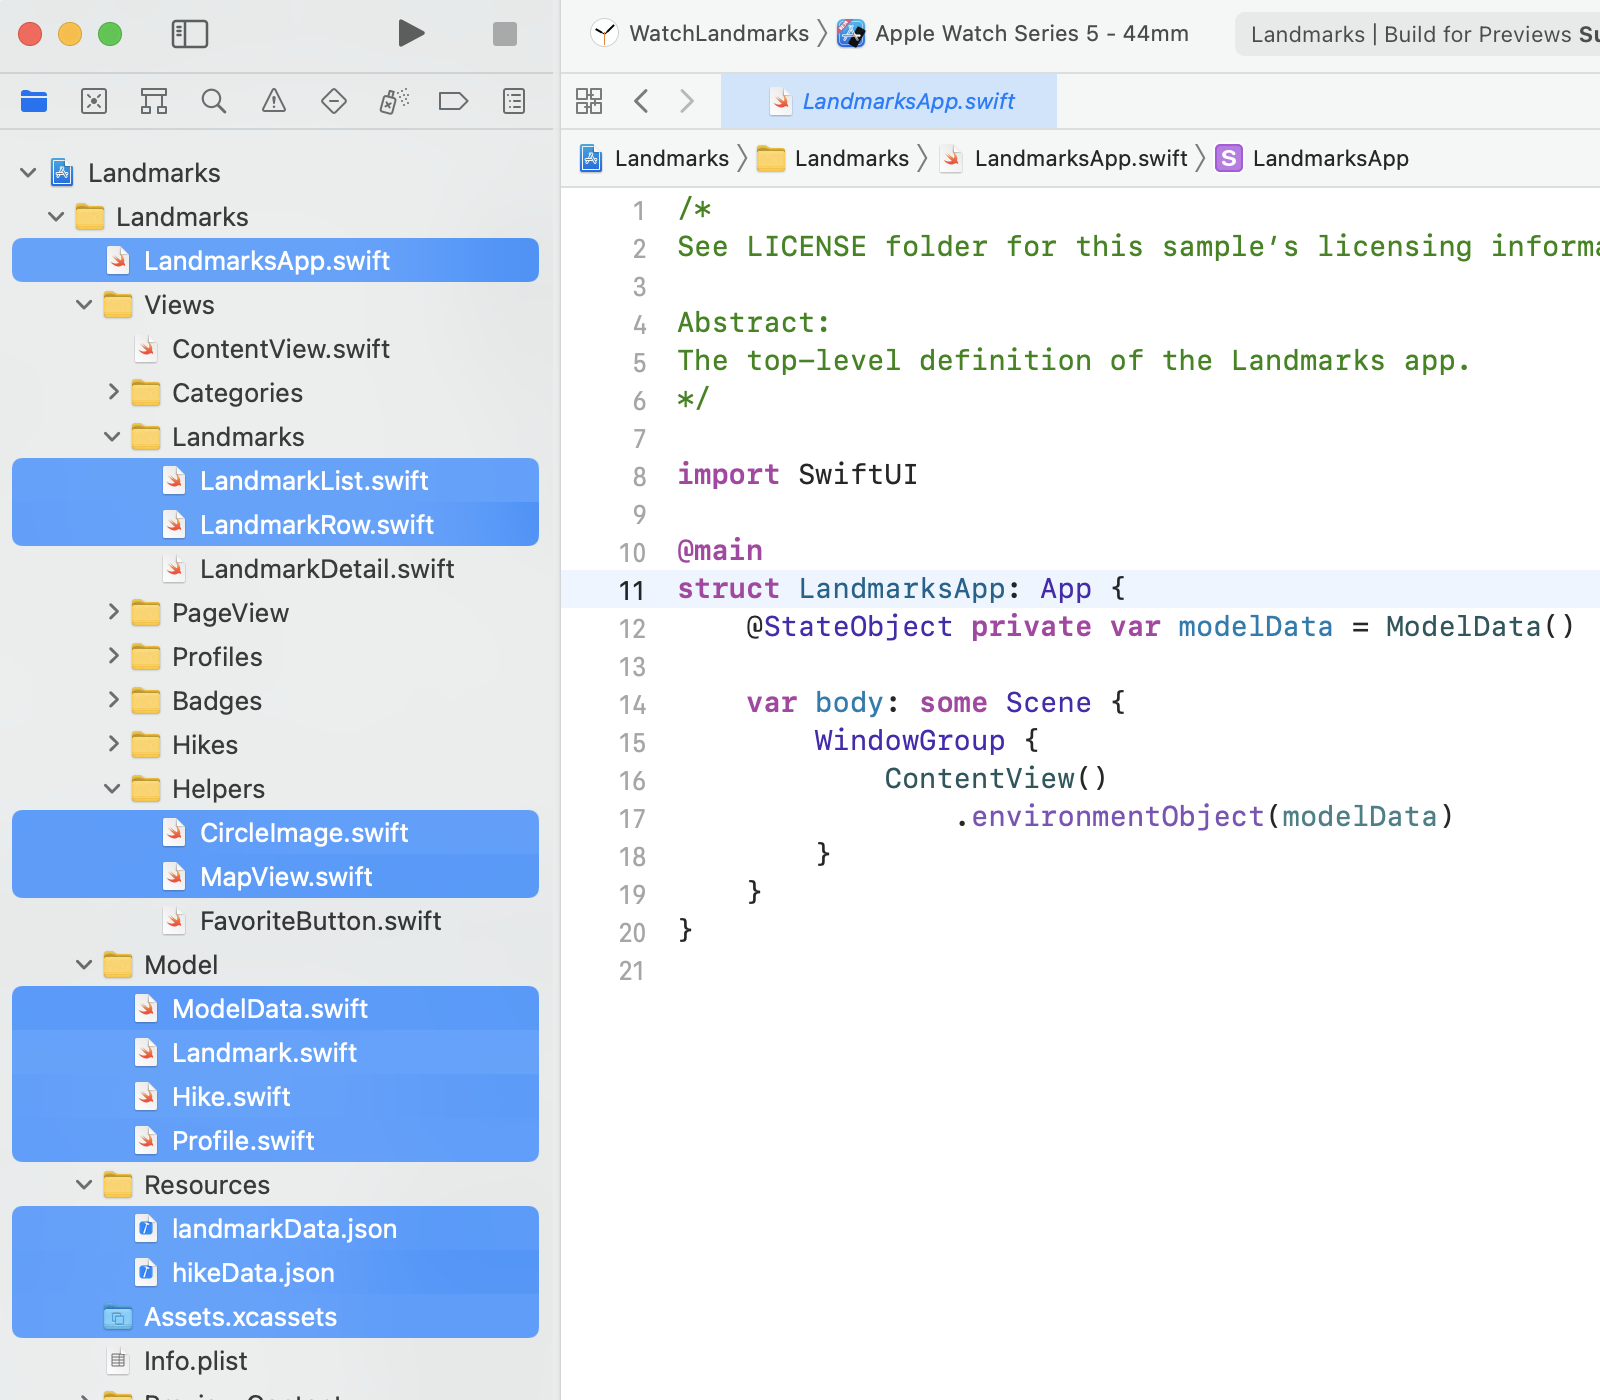 WatchLandmarks 〉 Apple Watch Series 5 - 44mm
Landmarks | Build for Previews
LandmarksApp.swift
Landmarks 〉 Landmarks 〉 LandmarksApp.swift 〉 S LandmarksApp
Landmarks
Landmarks
LandmarksApp.swift
Views
ContentView.swift
Categories
Landmarks
LandmarkList.swift
LandmarkRow.swift
LandmarkDetail.swift
PageView
Profiles
Badges
Hikes
Helpers
CircleImage.swift
MapView.swift
FavoriteButton.swift
Model
ModelData.swift
Landmark.swift
Hike.swift
Profile.swift
Resources
landmarkData.json
hikeData.json
Assets.xcassets
Info.plist
1 /*
2 See LICENSE folder for this sample’s licensing
3
4 Abstract:
5 The top-level definition of the Landmarks app.
6 */
7
8 import SwiftUI
9
10 @main
11 struct LandmarksApp: App {
12     @StateObject private var modelData = ModelData()
13
14     var body: some Scene {
15         WindowGroup {
16             ContentView()
17                 .environmentObject(modelData)
18         }
19     }
20 }
21